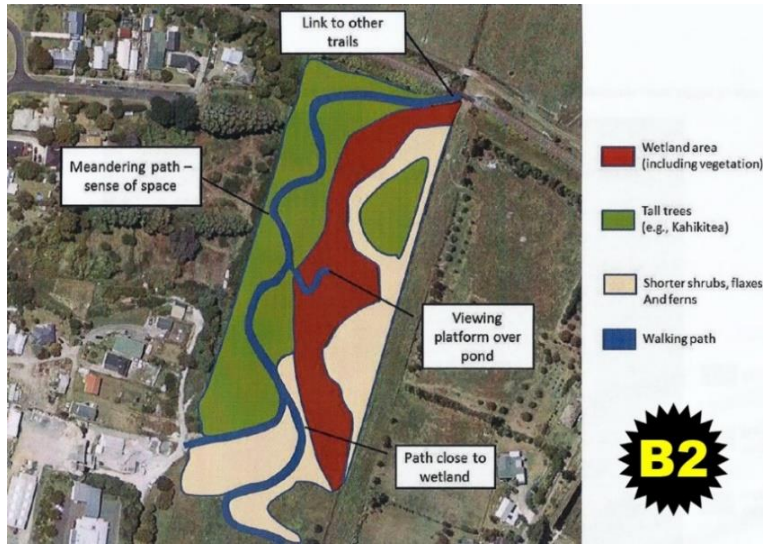 Link to other
trails
Meandering path –
sense of space
Viewing
platform over
pond
Path close to
wetland
Wetland area
(including vegetation)
Tall trees
(e.g., Kahikitea)
Shorter shrubs, flaxes
And ferns
Walking path
B2